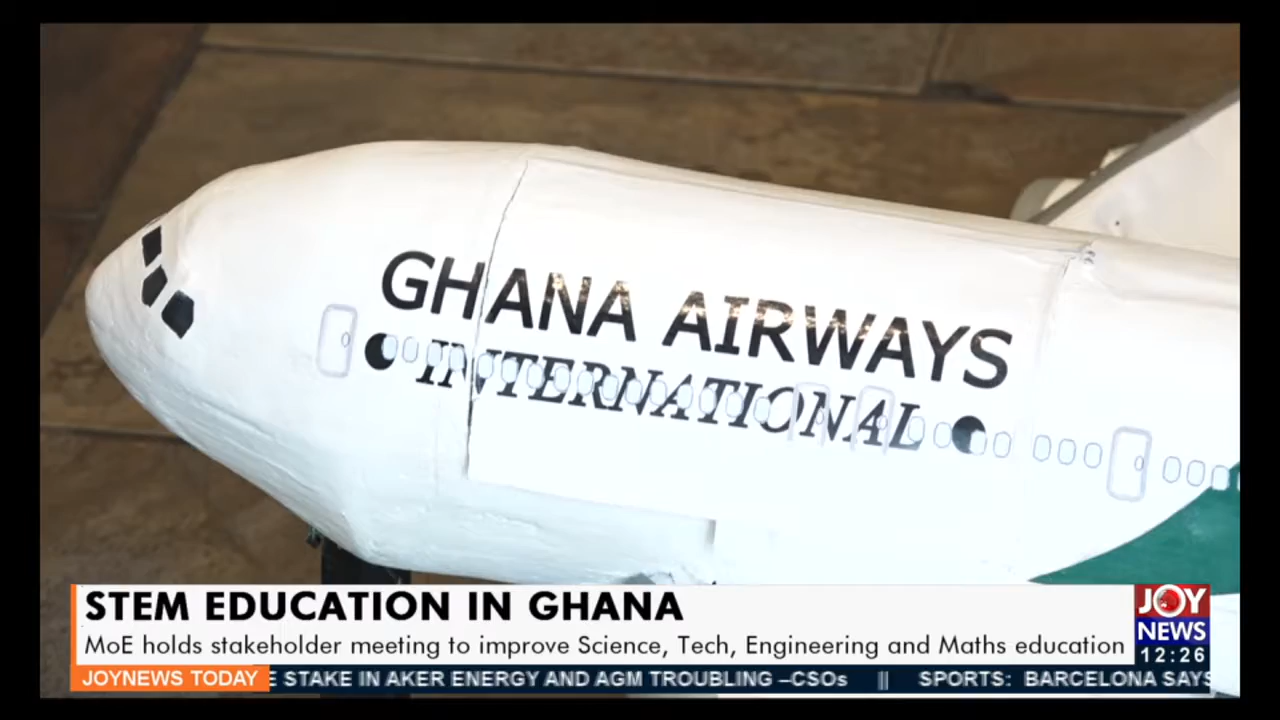 GHANA AIRWAYS
INTERNATIONAL
STEM EDUCATION IN GHANA
MoE holds stakeholder meeting to improve Science, Tech, Engineering and Maths education
JOY
NEWS
12:26
JOYNEWS TODAY
E STAKE IN AKER ENERGY AND AGM TROUBLING –CSOs || SPORTS: BARCELONA SAYS